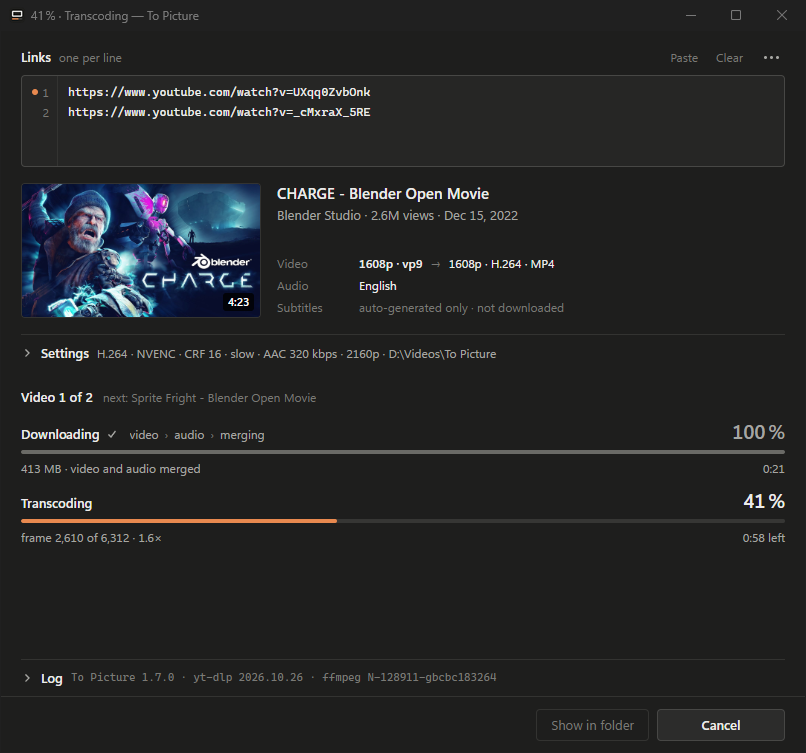 41% · Transcoding — To Picture
Links one per line Paste Clear ···
1 https://www.youtube.com/watch?v=UXqq0ZvbOnk
2 https://www.youtube.com/watch?v=_cMxraX_5RE
CHARGE - Blender Open Movie
Blender Studio · 2.6M views · Dec 15, 2022
blender
CHARGE
4:23
Video 1608p · vp9 → 1608p · H.264 · MP4
Audio English
Subtitles auto-generated only · not downloaded
Settings H.264 · NVENC · CRF 16 · slow · AAC 320 kbps · 2160p · D:\Videos\To Picture
Video 1 of 2 next: Sprite Fright - Blender Open Movie
Downloading ✓ video › audio › merging 100 %
413 MB · video and audio merged 0:21
Transcoding 41 %
frame 2,610 of 6,312 · 1.6× 0:58 left
Log To Picture 1.7.0 · yt-dlp 2026.10.26 · ffmpeg N-128911-gbcbc183264
Show in folder Cancel